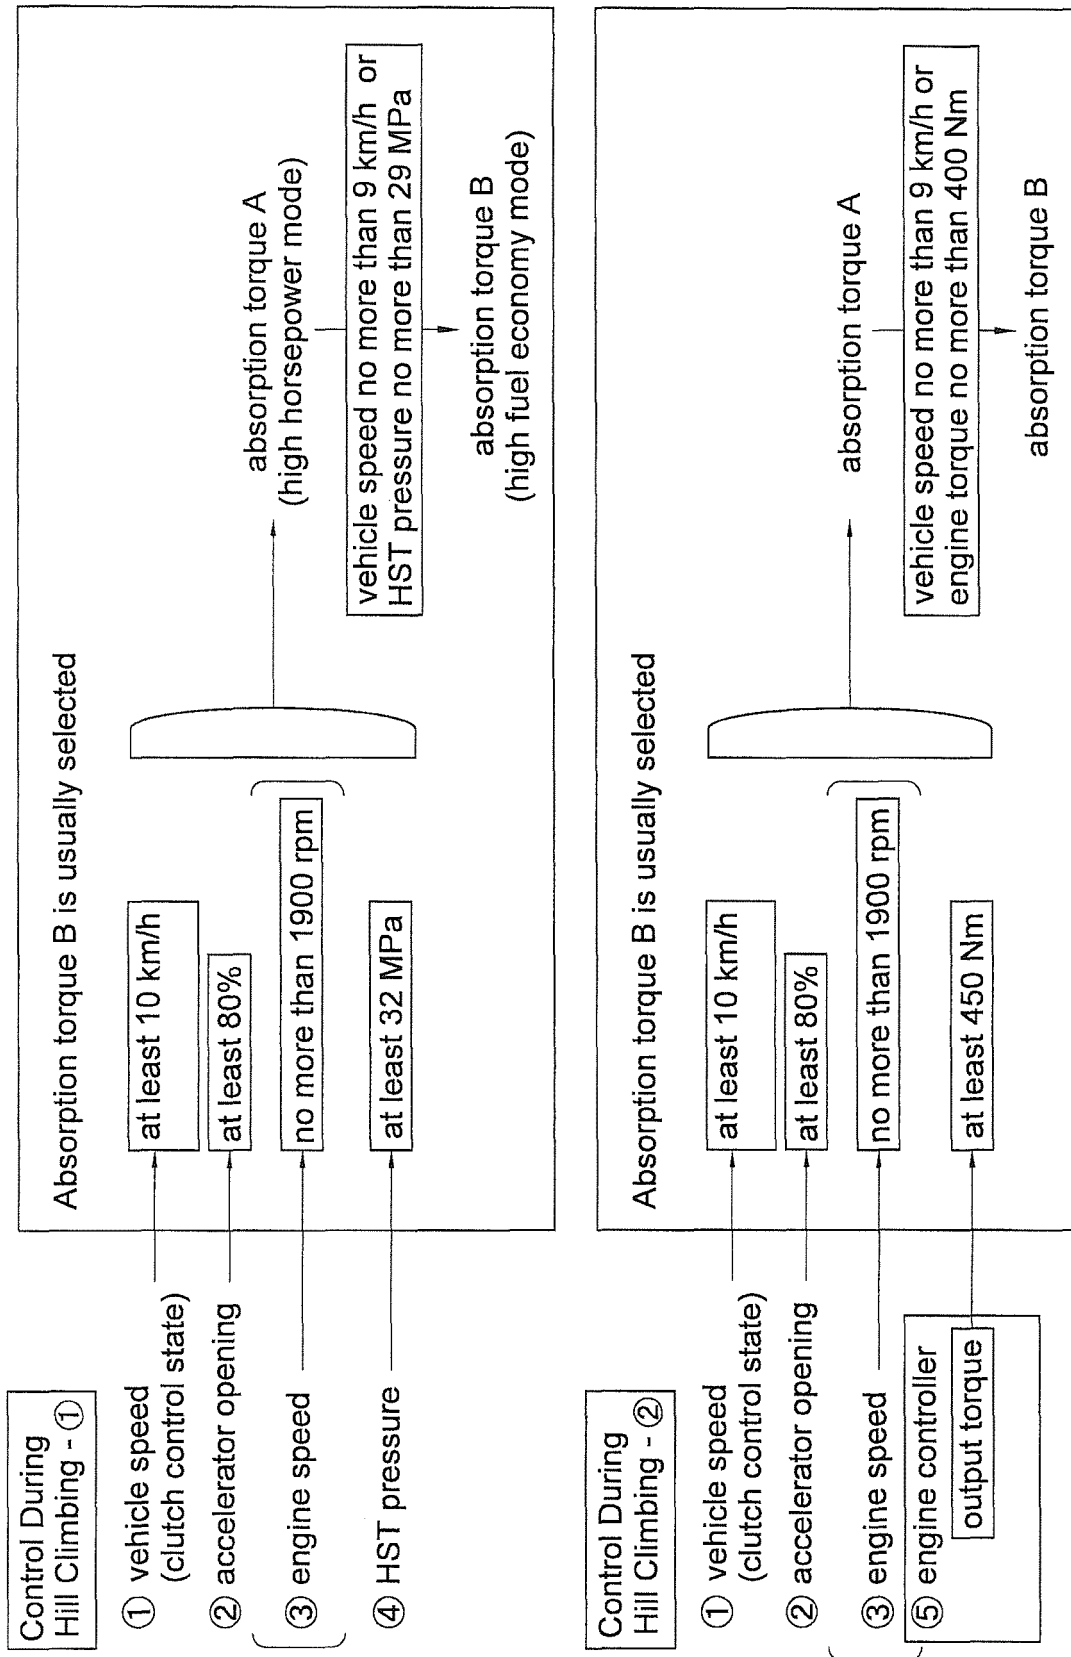 Control During
Hill Climbing - ①
① vehicle speed
(clutch control state)
② accelerator opening
③ engine speed
④ HST pressure
Absorption torque B is usually selected
at least 10 km/h
at least 80%
no more than 1900 rpm
at least 32 MPa
absorption torque A
(high horsepower mode)
vehicle speed no more than 9 km/h or
HST pressure no more than 29 MPa
absorption torque B
(high fuel economy mode)
Control During
Hill Climbing - ②
① vehicle speed
(clutch control state)
② accelerator opening
③ engine speed
⑤ engine controller
output torque
Absorption torque B is usually selected
at least 10 km/h
at least 80%
no more than 1900 rpm
at least 450 Nm
absorption torque A
vehicle speed no more than 9 km/h or
engine torque no more than 400 Nm
absorption torque B